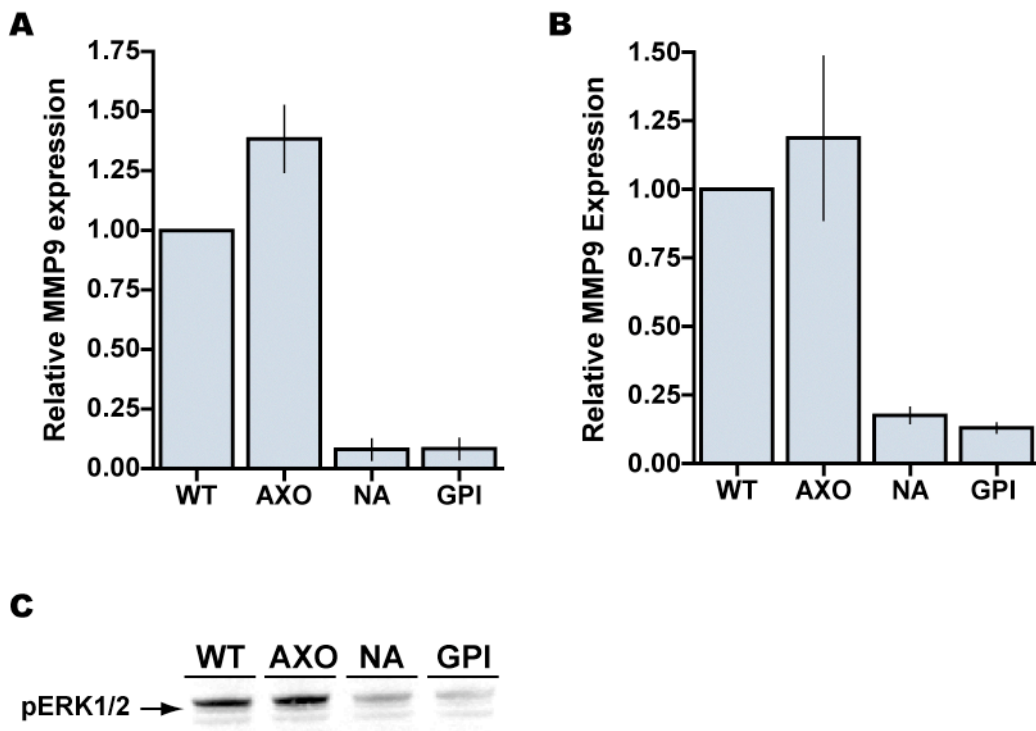 A
Relative MMP9 expression
1.75
1.50
1.25
1.00
0.75
0.50
0.25
0.00
WT AXO NA GPI
B
Relative MMP9 Expression
1.50
1.25
1.00
0.75
0.50
0.25
0.00
WT AXO NA GPI
C
WT AXO NA GPI
pERK1/2